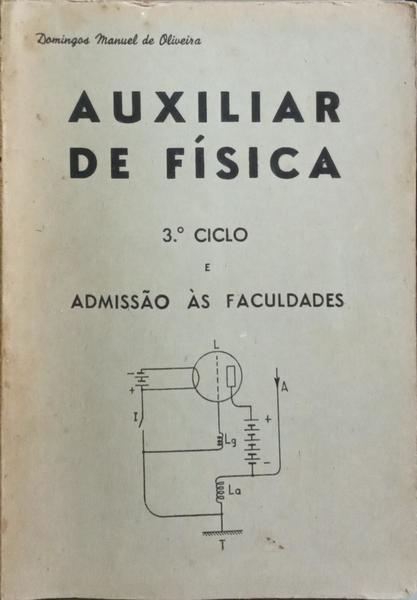 Domingos Manuel de Oliveira
AUXILIAR
DE FÍSICA
3.º CICLO
E
ADMISSÃO ÀS FACULDADES
L
-
+
A
I
Lg
+
-
La
T